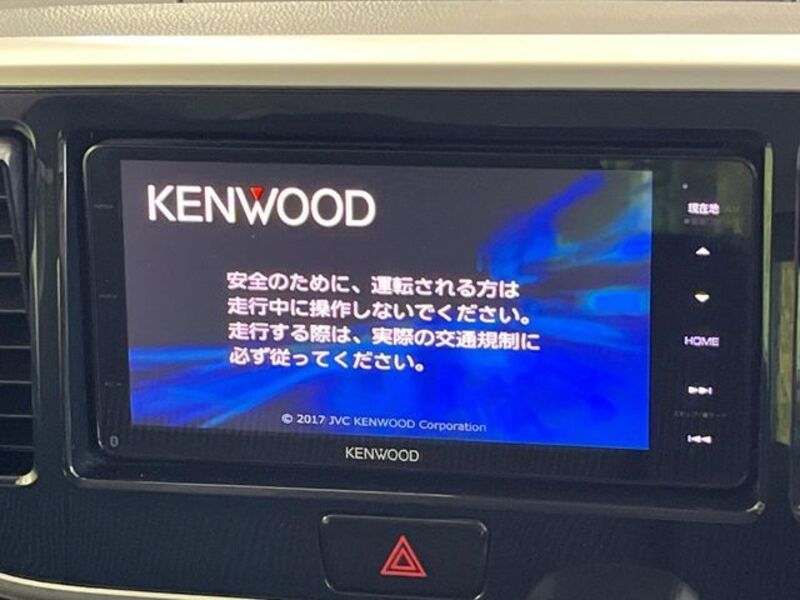 KENWOOD
現在地
安全のために、運転される方は
走行中に操作しないでください。
走行する際は、実際の交通規制に
必ず従ってください。
HOME
© 2017 JVC KENWOOD Corporation
KENWOOD